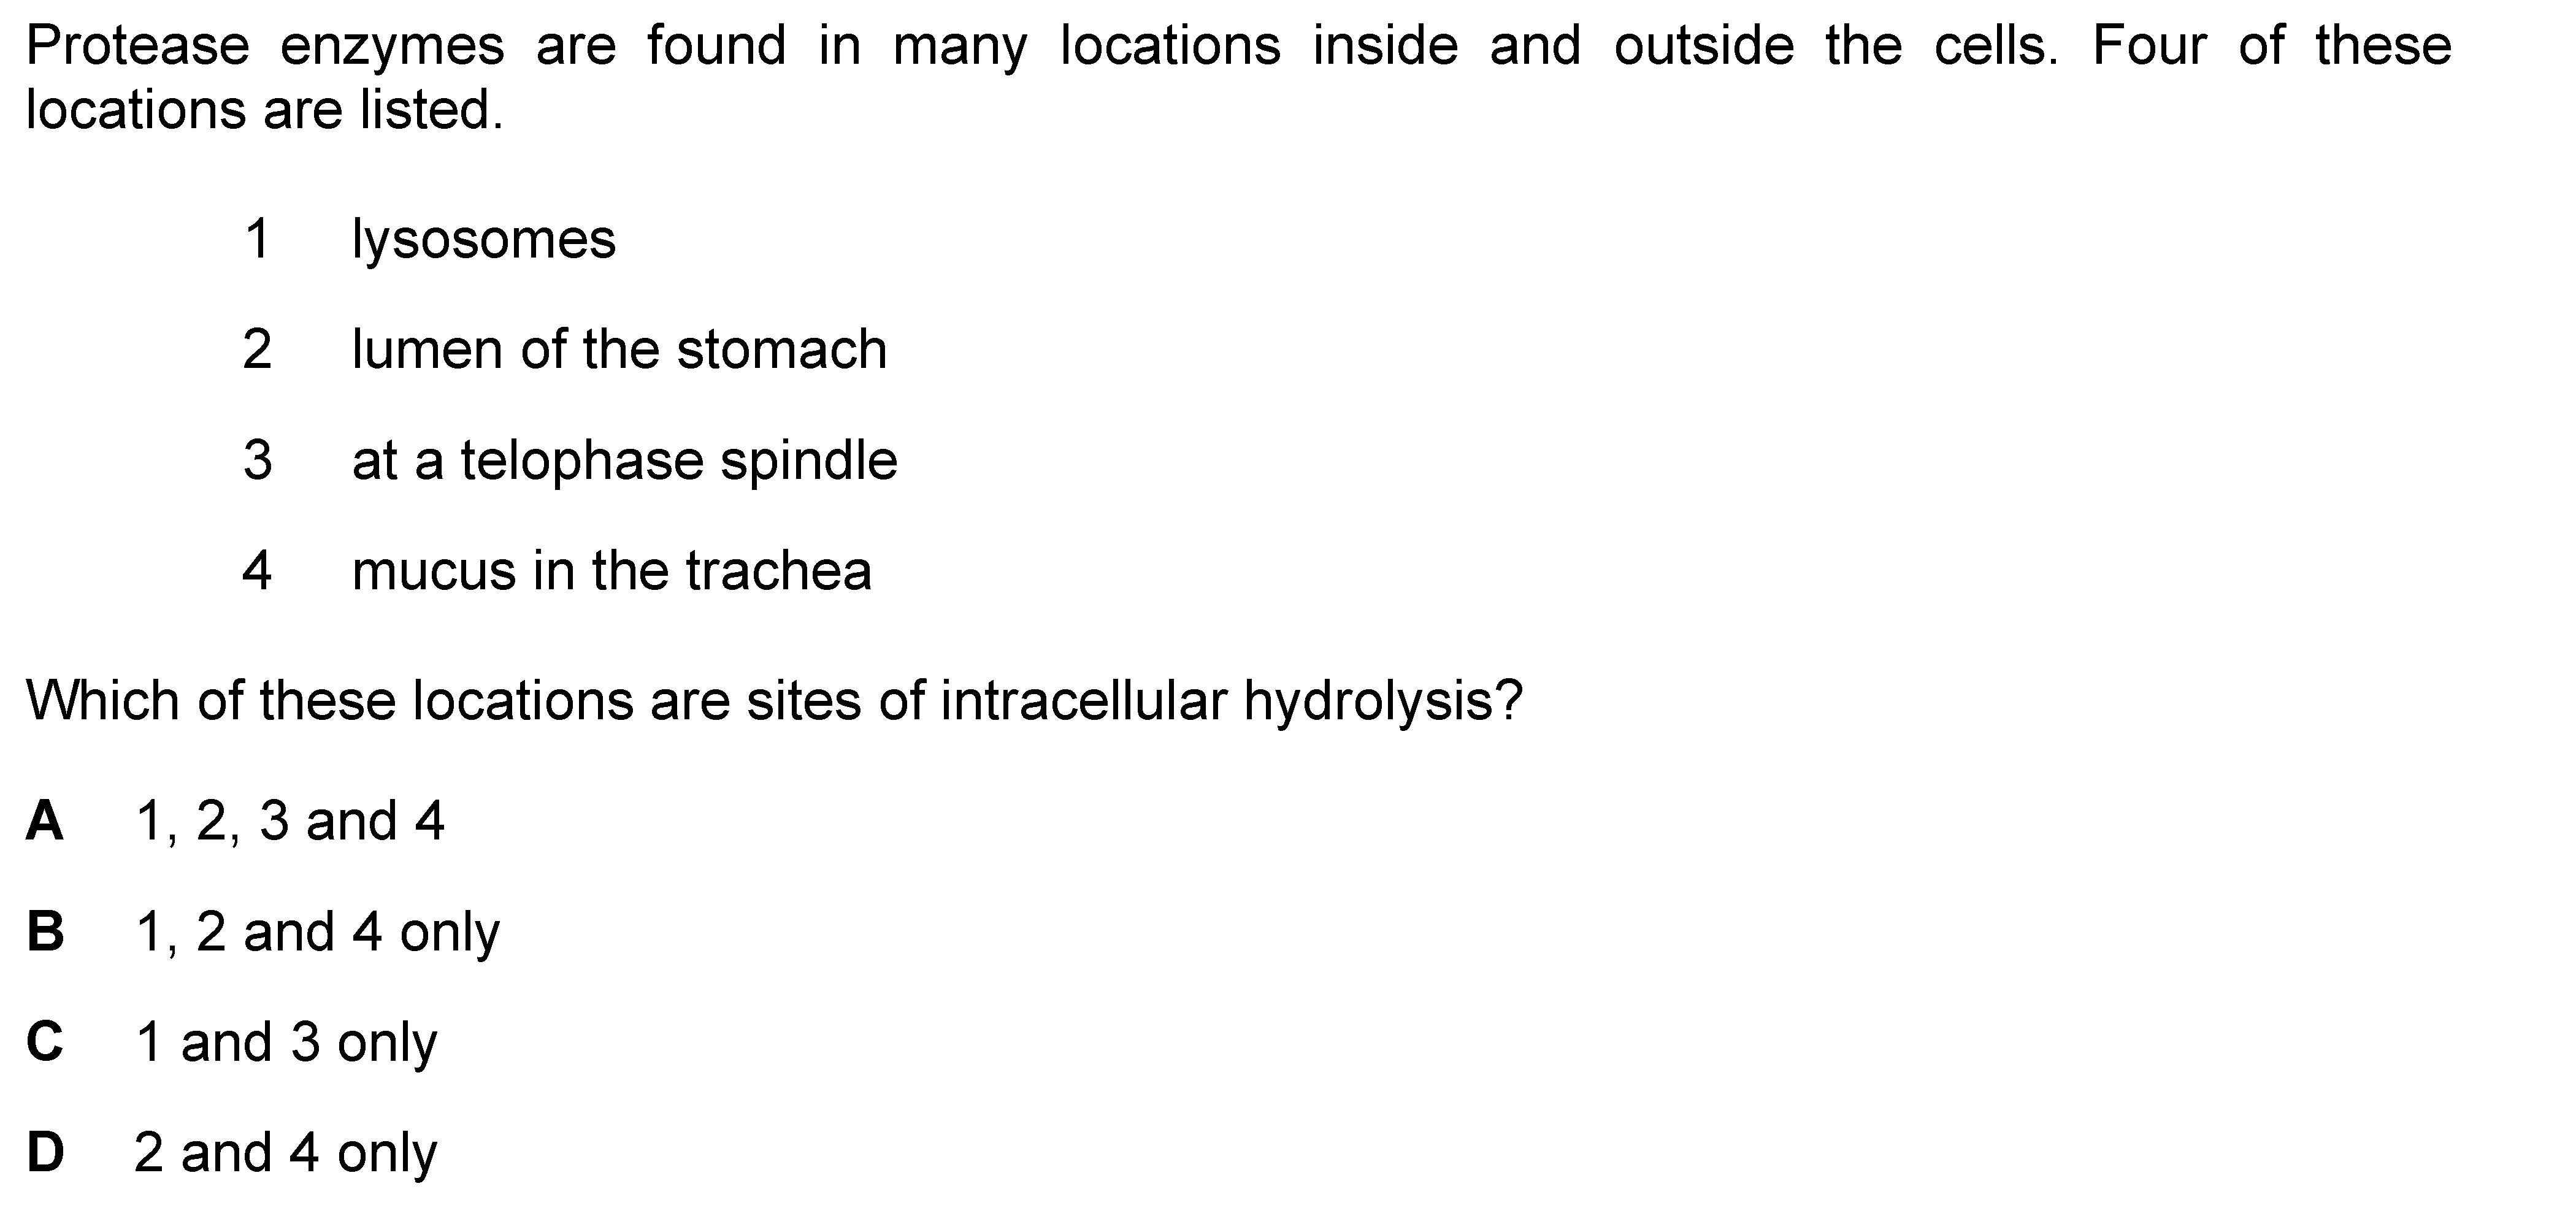 Protease enzymes are found in many locations inside and outside the cells. Four of these
locations are listed.
1 lysosomes
2 lumen of the stomach
3 at a telophase spindle
4 mucus in the trachea
Which of these locations are sites of intracellular hydrolysis?
A 1, 2, 3 and 4
B 1, 2 and 4 only
C 1 and 3 only
D 2 and 4 only